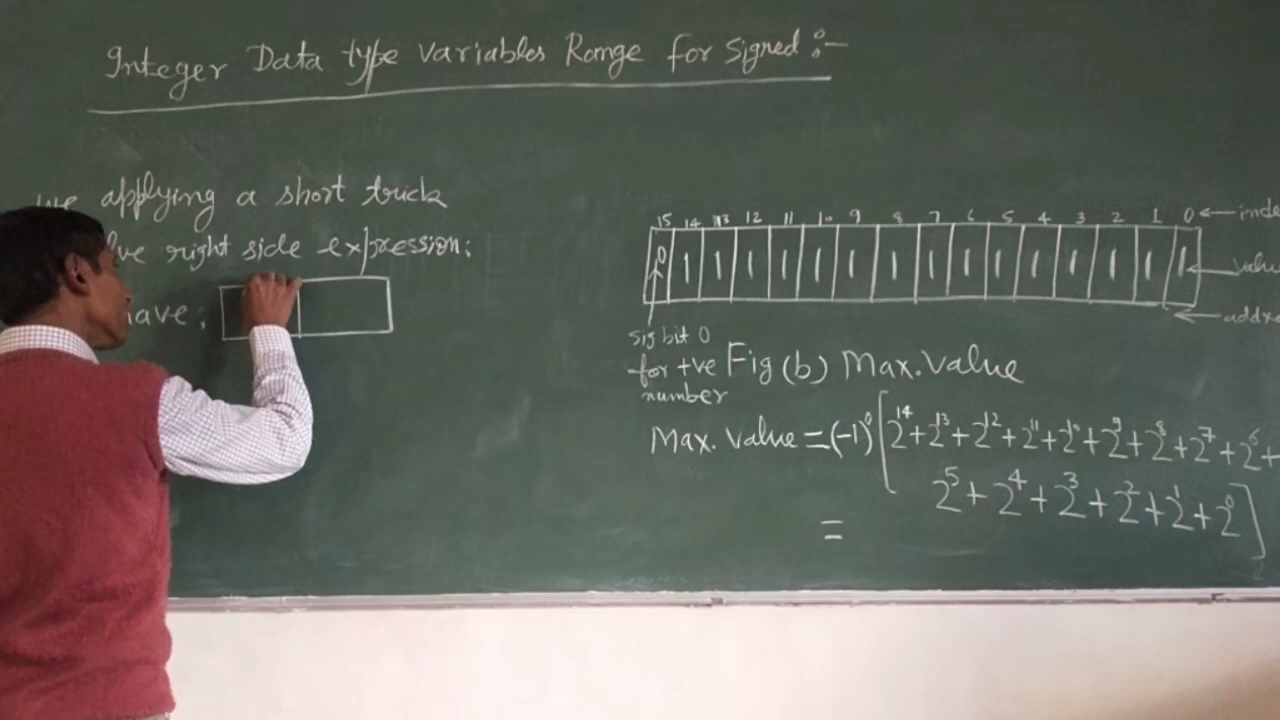 Integer Data type variables Range for Signed :-
we applying a short trick
lve right side expression:
have;
15 14 13 12 11 10 9 8 7 6 5 4 3 2 1 0 ← inde
0 1 1 1 1 1 1 1 1 1 1 1 1 1 1 1 ← value
← addre
sig bit 0
for +ve
number
Fig (b) Max. Value
Max. Value = (-1)⁰ [2¹⁴+2¹³+2¹²+2¹¹+2¹⁰+2⁹+2⁸+2⁷+2⁶+
2⁵+2⁴+2³+2²+2¹+2⁰]
=